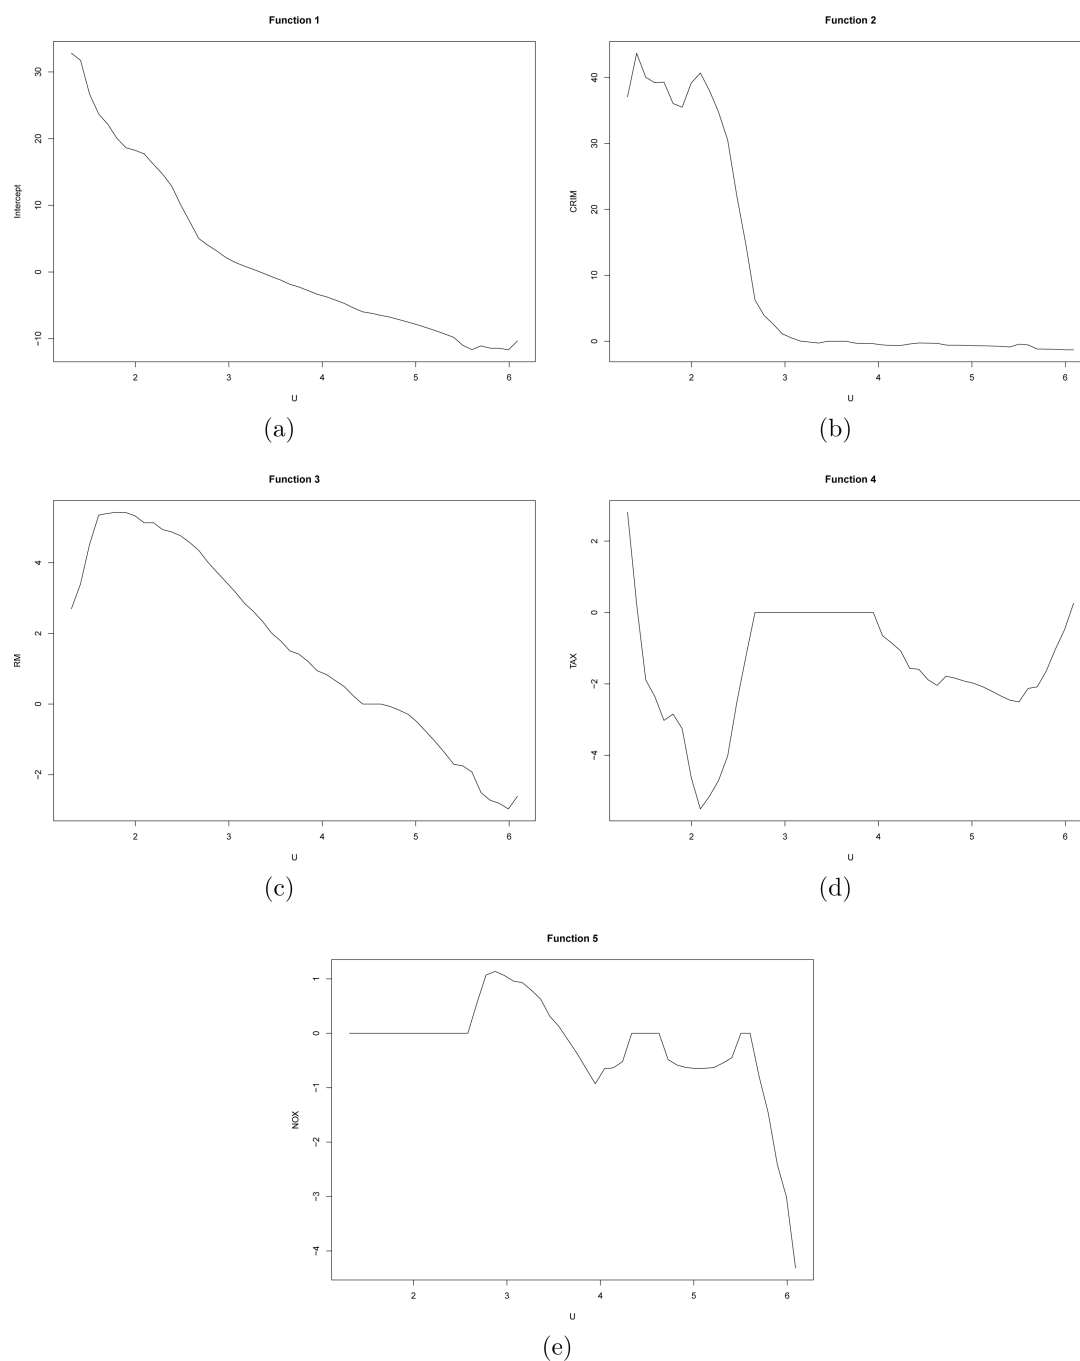 Function 1
Function 2
Intercept
30
20
10
0
−10
2 3 4 5 6
U
CRIM
40
30
20
10
0
2 3 4 5 6
U
(a)
(b)
Function 3
Function 4
RM
4
2
0
−2
2 3 4 5 6
U
TAX
2
0
−2
−4
2 3 4 5 6
U
(c)
(d)
Function 5
NOX
1
0
−1
−2
−3
−4
2 3 4 5 6
U
(e)